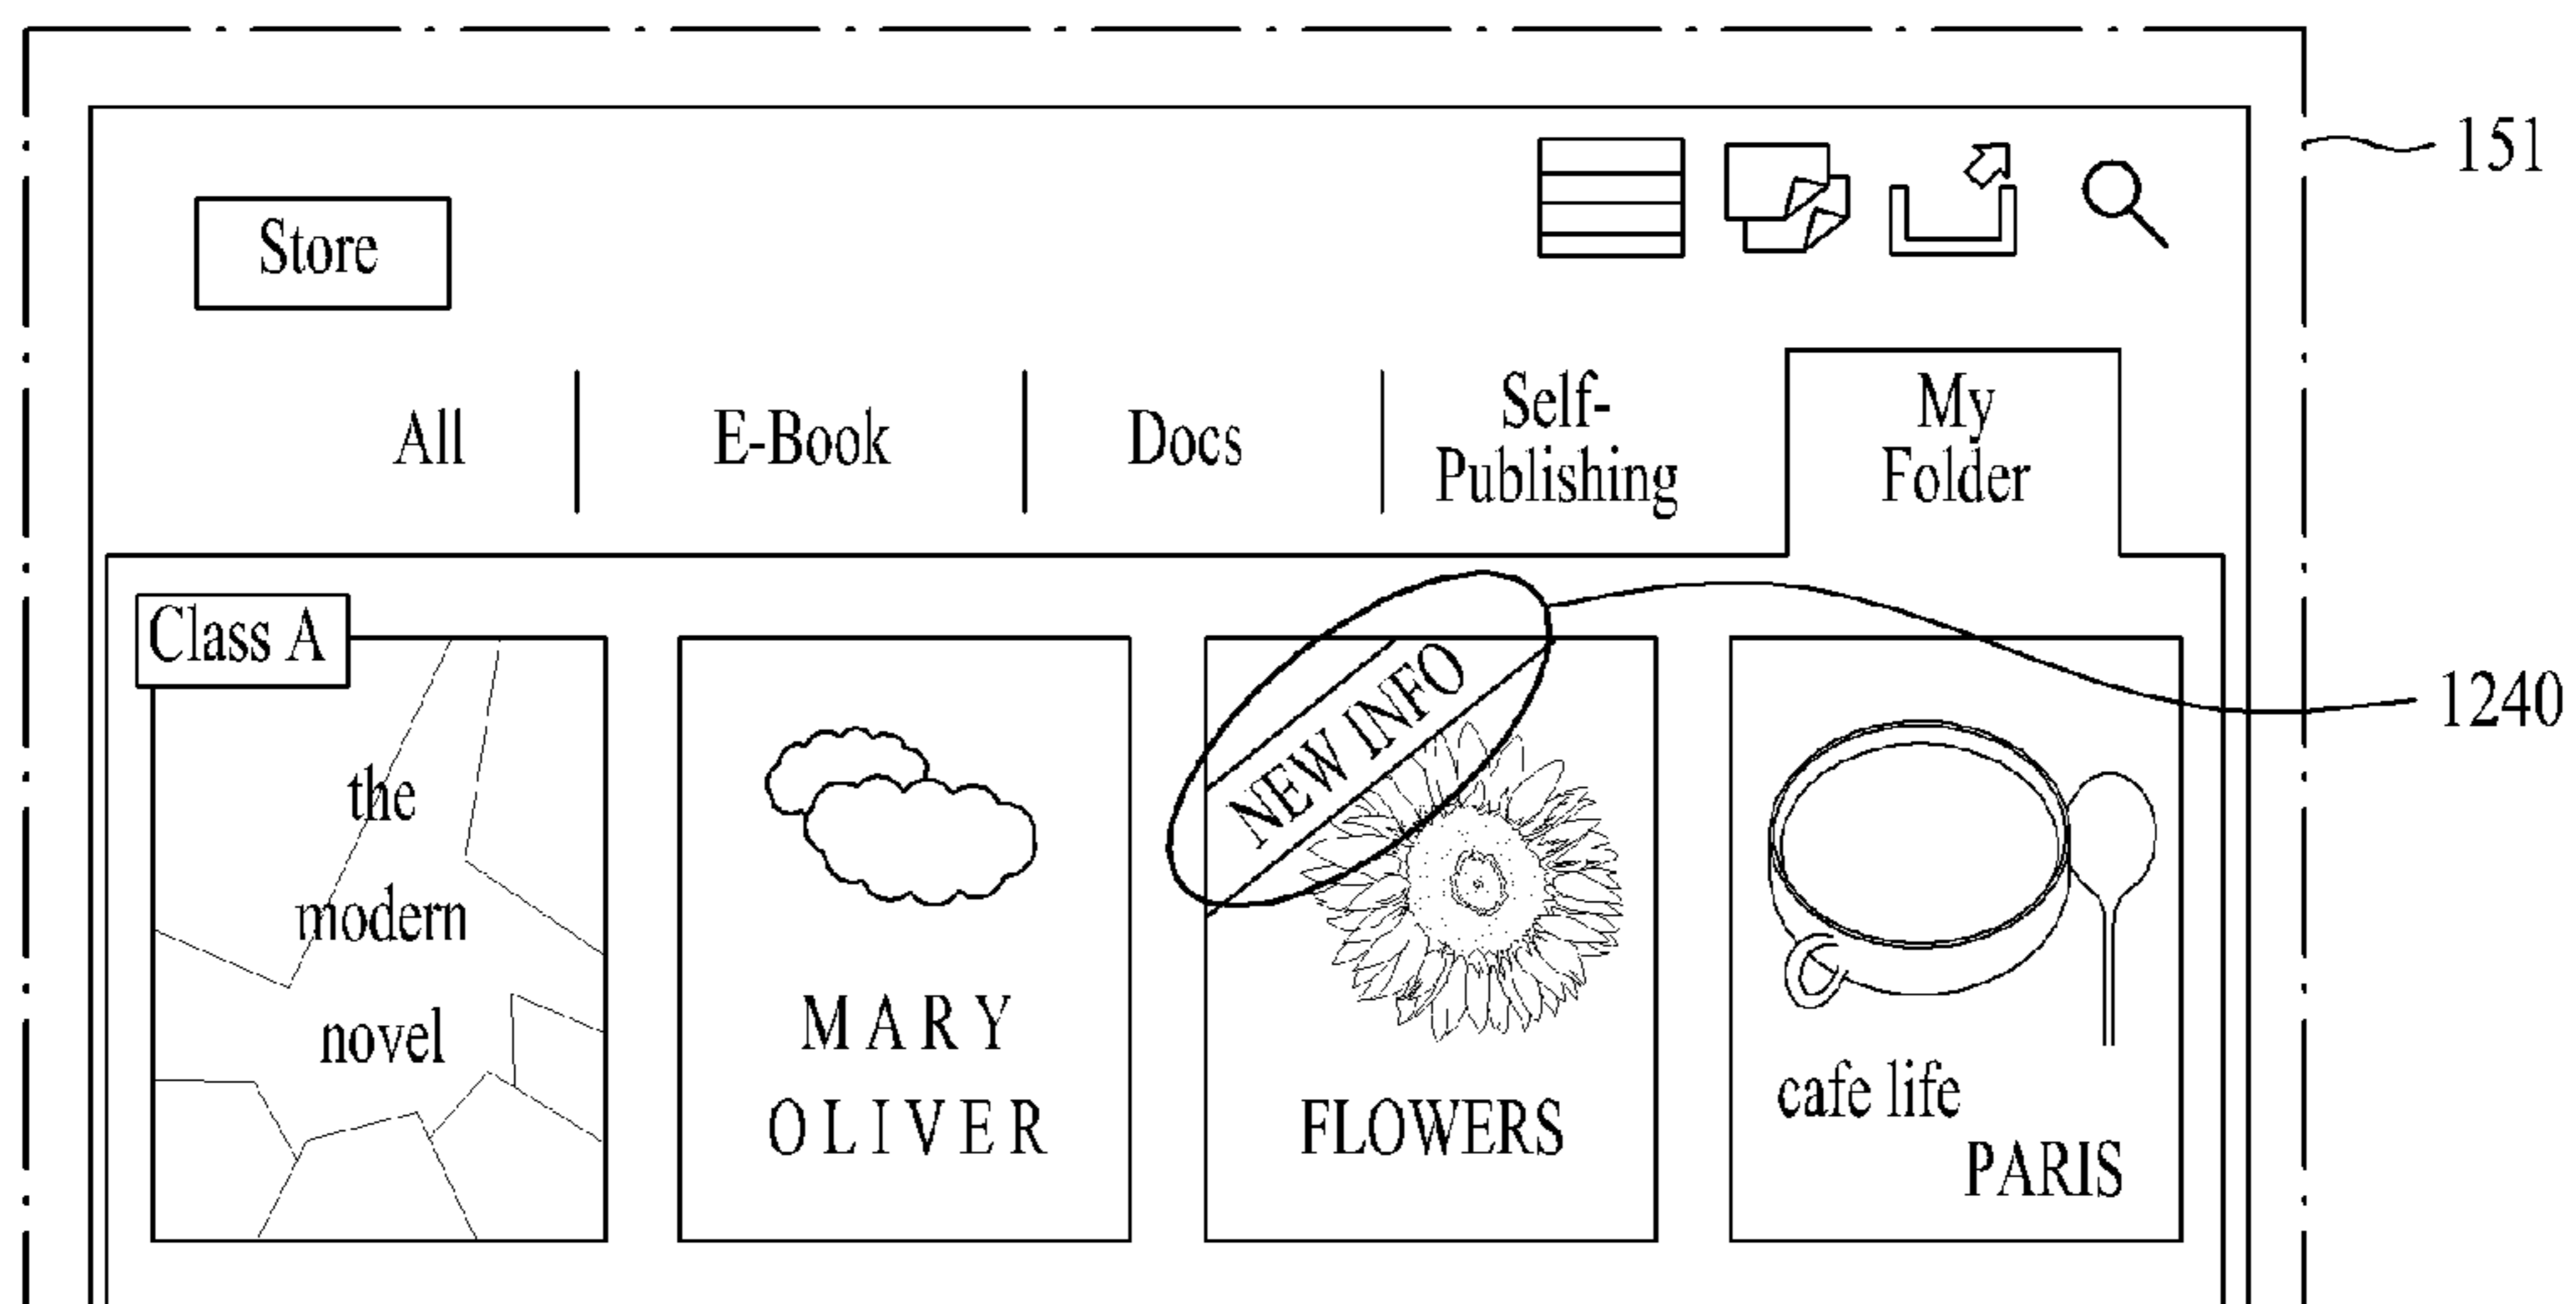 151
Store
All
E-Book
Docs
Self-
Publishing
My
Folder
Class A
the
modern
novel
MARY
OLIVER
NEW INFO
FLOWERS
cafe life
PARIS
1240